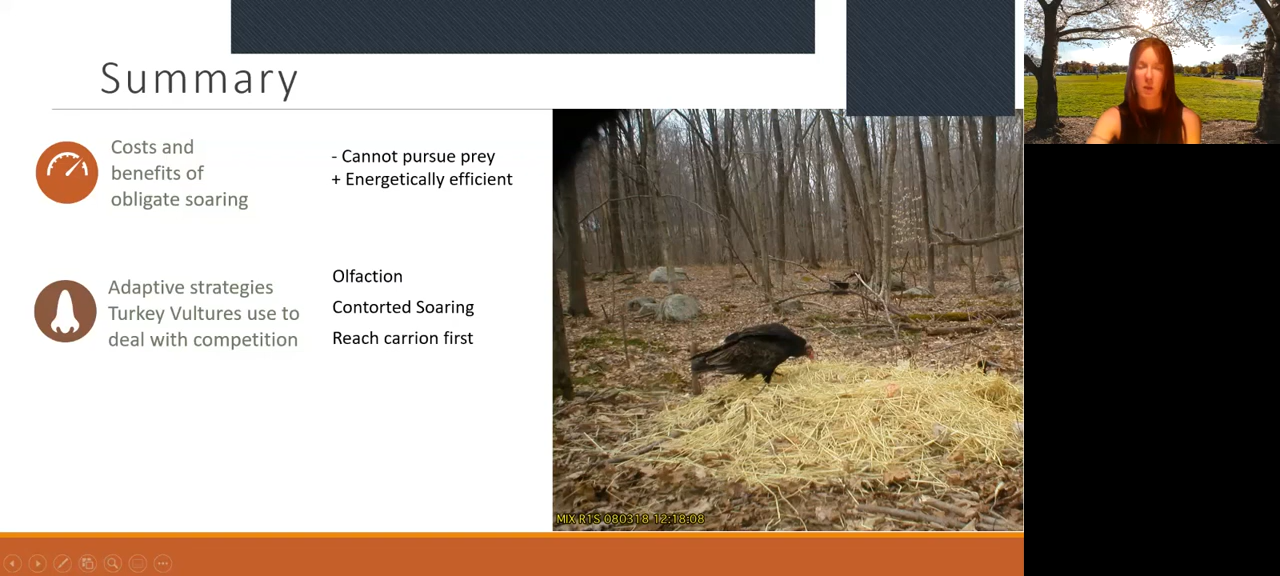 Summary
Costs and
benefits of
obligate soaring
- Cannot pursue prey
+ Energetically efficient
Adaptive strategies
Turkey Vultures use to
deal with competition
Olfaction
Contorted Soaring
Reach carrion first
MIX R1S 080318 12:18:08